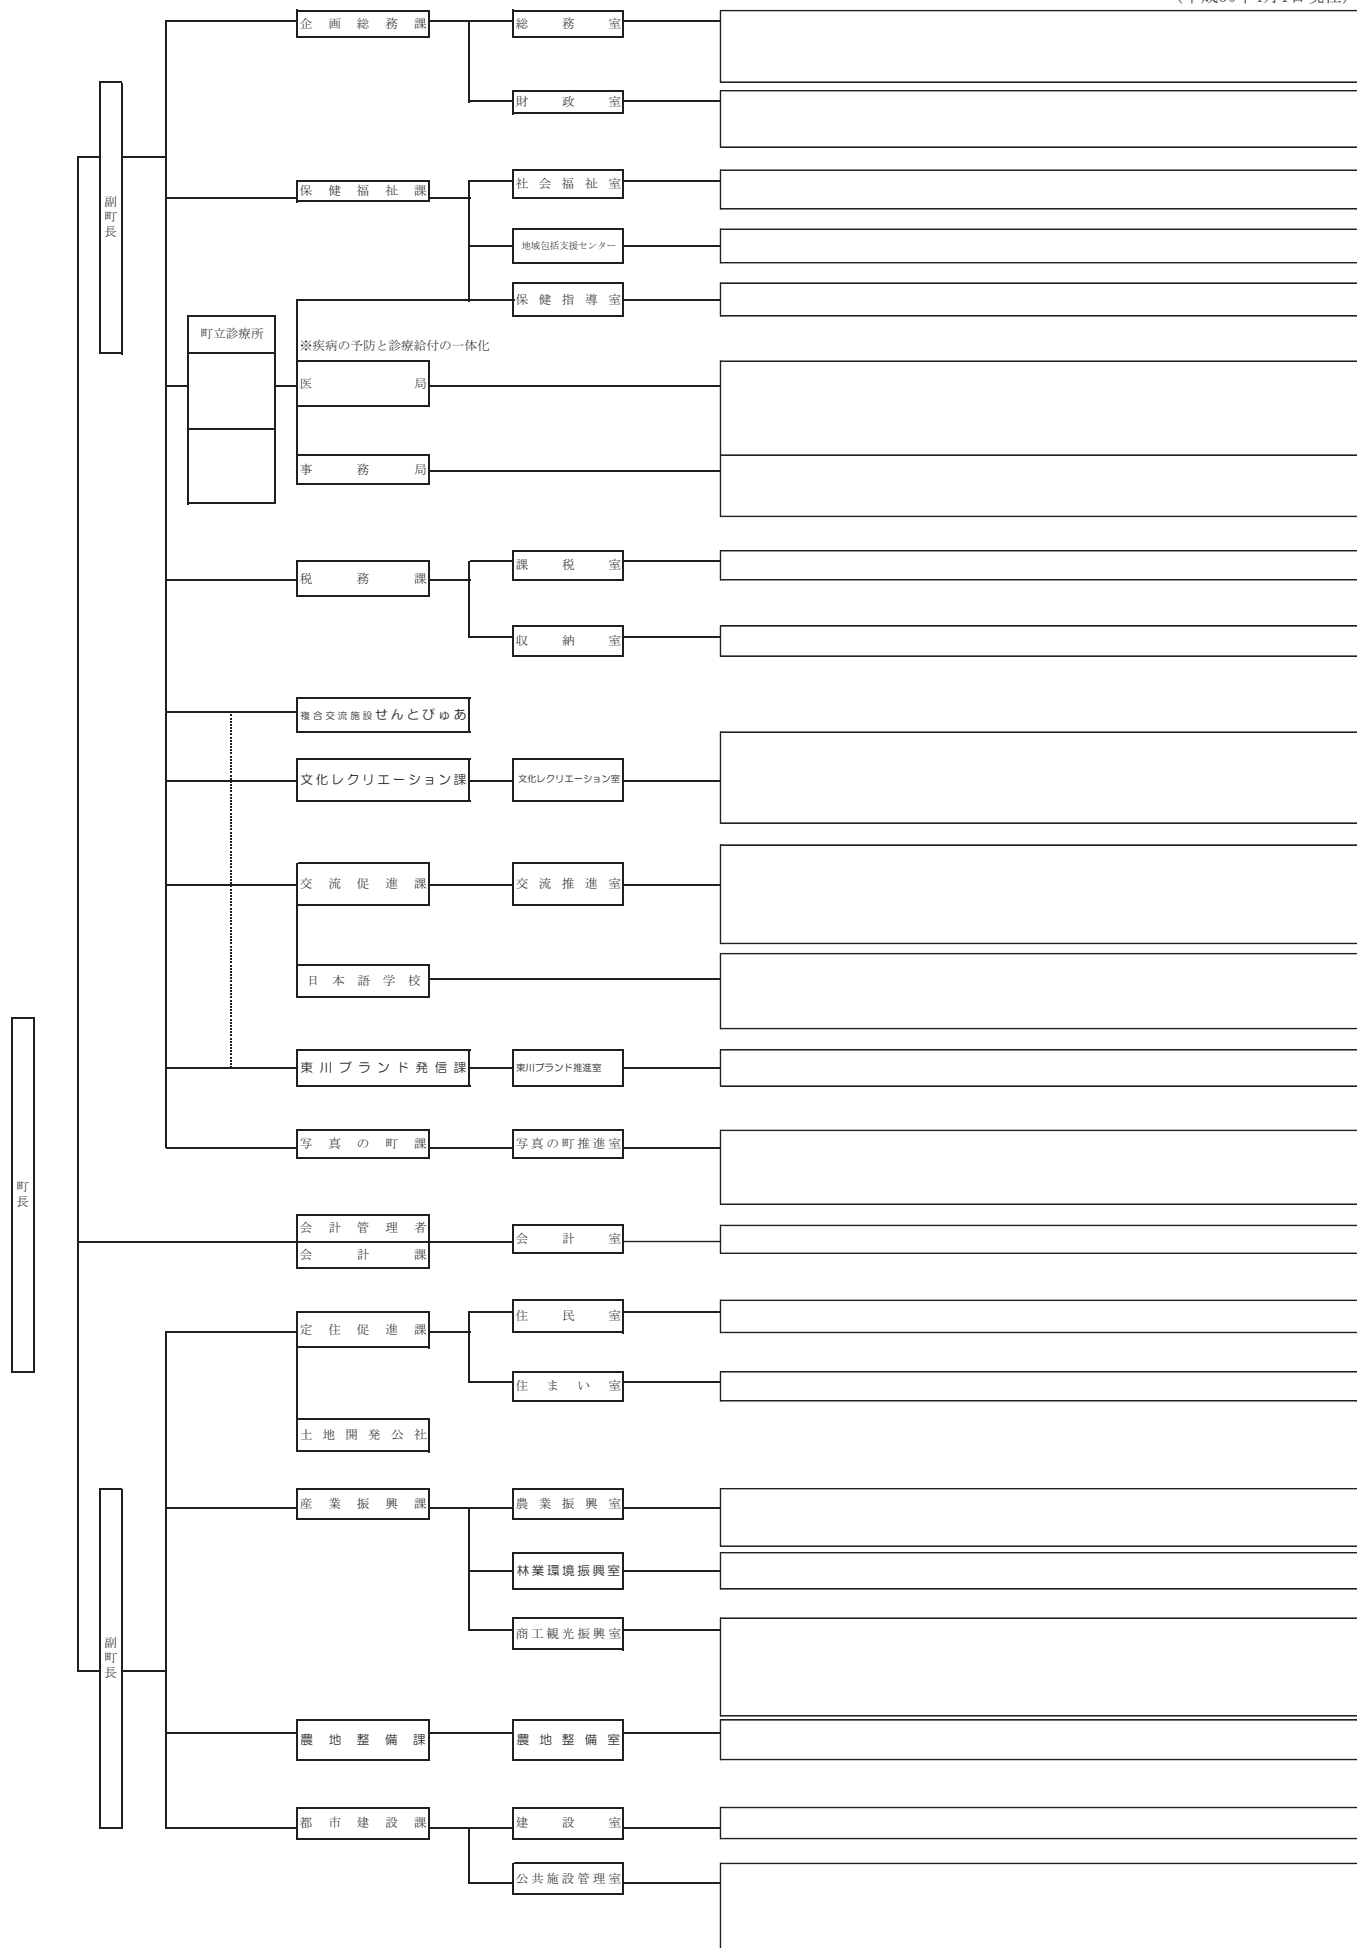 企画総務課
総務室
財政室
副町長
保健福祉課
社会福祉室
地域包括支援センター
保健指導室
町立診療所
※疾病の予防と診療給付の一体化
医局
事務局
税務課
課税室
収納室
複合交流施設せんとぴゅあ
文化レクリエーション課
文化レクリエーション室
交流促進課
交流推進室
日本語学校
東川ブランド発信課
東川ブランド推進室
写真の町課
写真の町推進室
町長
会計管理者
会計課
会計室
定住促進課
住民室
住まい室
土地開発公社
産業振興課
農業振興室
林業環境振興室
商工観光振興室
副町長
農地整備課
農地整備室
都市建設課
建設室
公共施設管理室